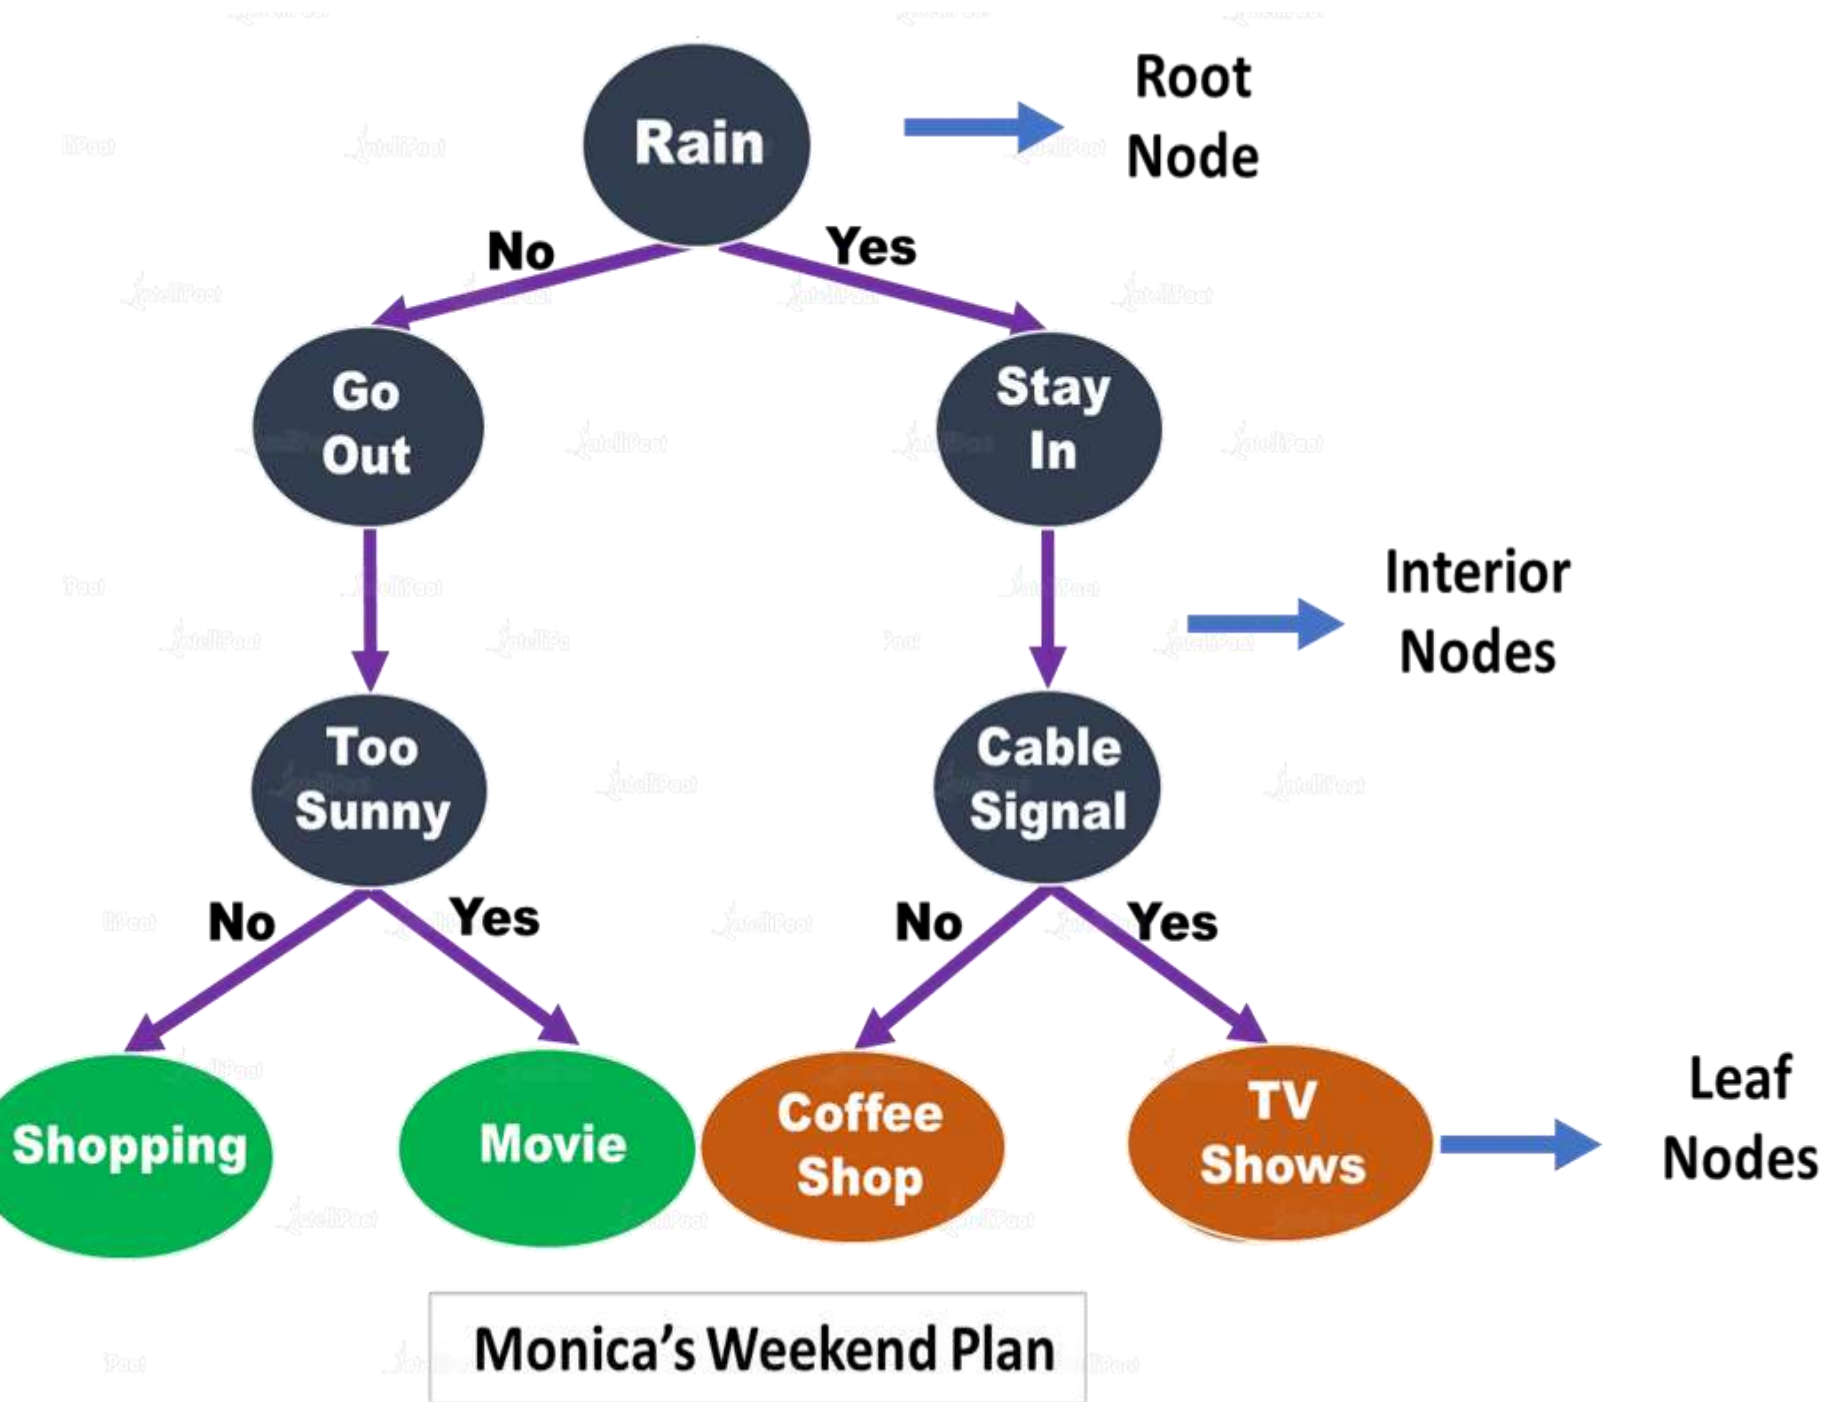 Rain
Root
Node
No
Yes
Go
Out
Stay
In
Interior
Nodes
Too
Sunny
Cable
Signal
No
Yes
No
Yes
Shopping
Movie
Coffee
Shop
TV
Shows
Leaf
Nodes
Monica's Weekend Plan